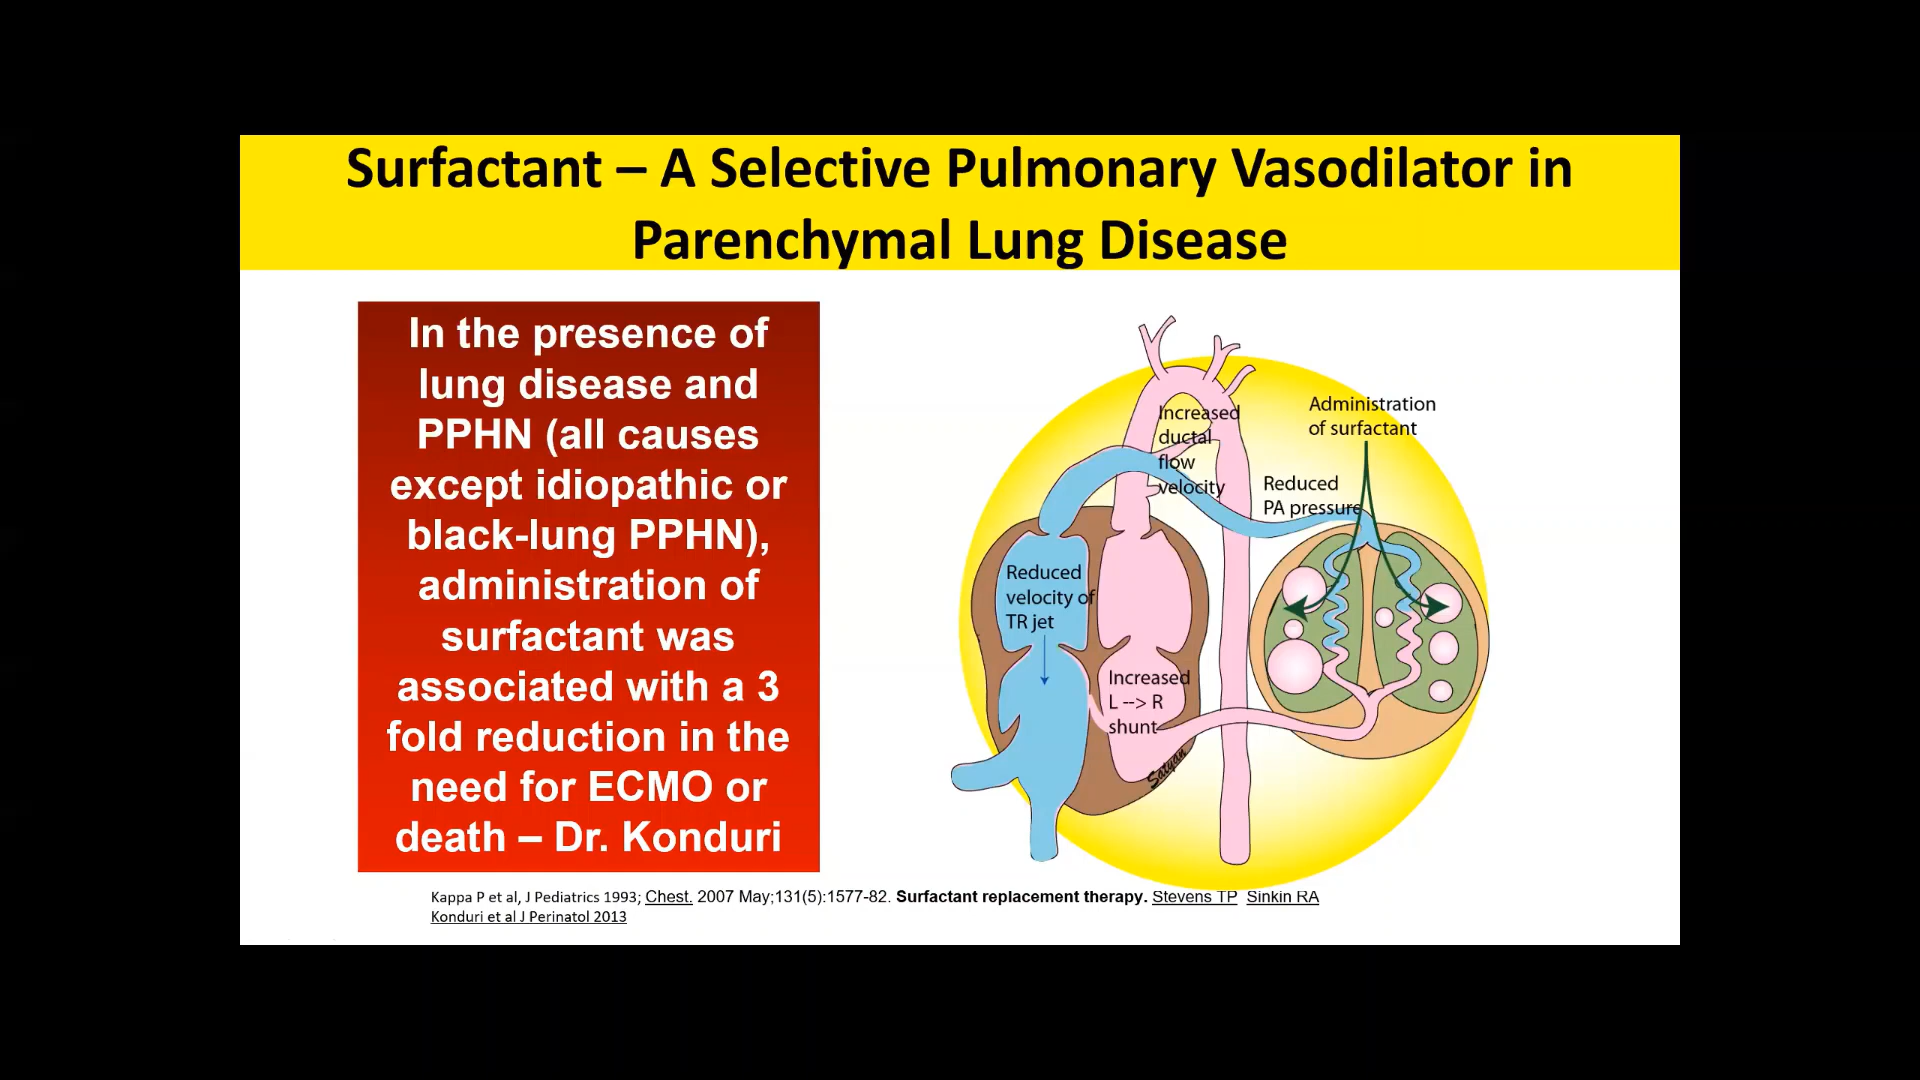 Surfactant – A Selective Pulmonary Vasodilator in
Parenchymal Lung Disease
In the presence of
lung disease and
PPHN (all causes
except idiopathic or
black-lung PPHN),
administration of
surfactant was
associated with a 3
fold reduction in the
need for ECMO or
death – Dr. Konduri
Increased
ductal
flow
velocity
Administration
of surfactant
Reduced
PA pressure
Reduced
velocity of
TR jet
Increased
L --> R
shunt
Satyan
Kappa P et al, J Pediatrics 1993; Chest. 2007 May;131(5):1577-82. Surfactant replacement therapy. Stevens TP Sinkin RA
Konduri et al J Perinatol 2013